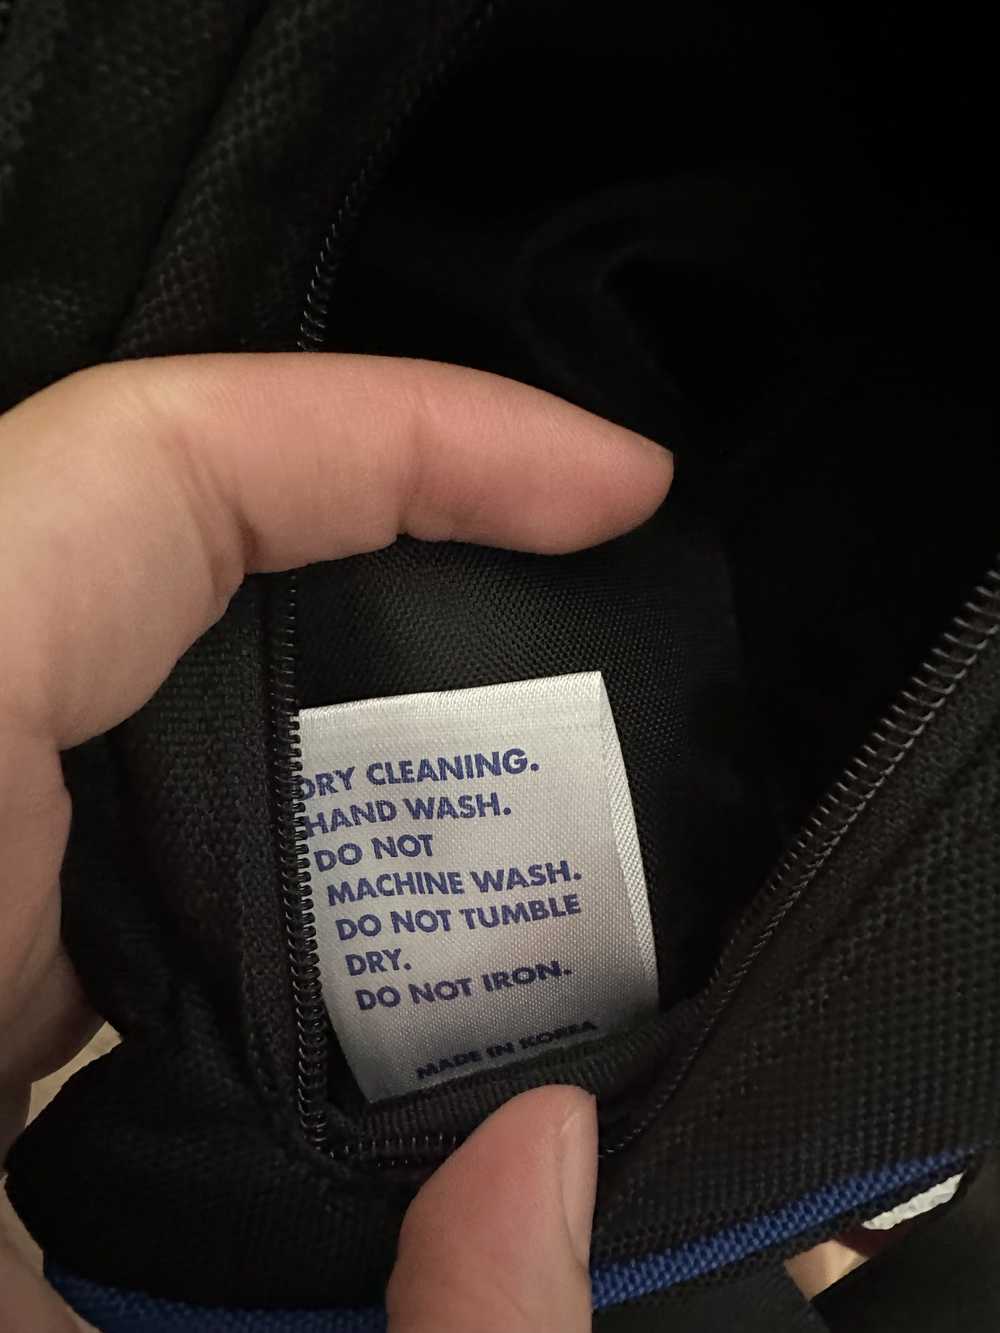 DRY CLEANING.
HAND WASH.
DO NOT
MACHINE WASH.
DO NOT TUMBLE
DRY.
DO NOT IRON.
MADE IN KOREA